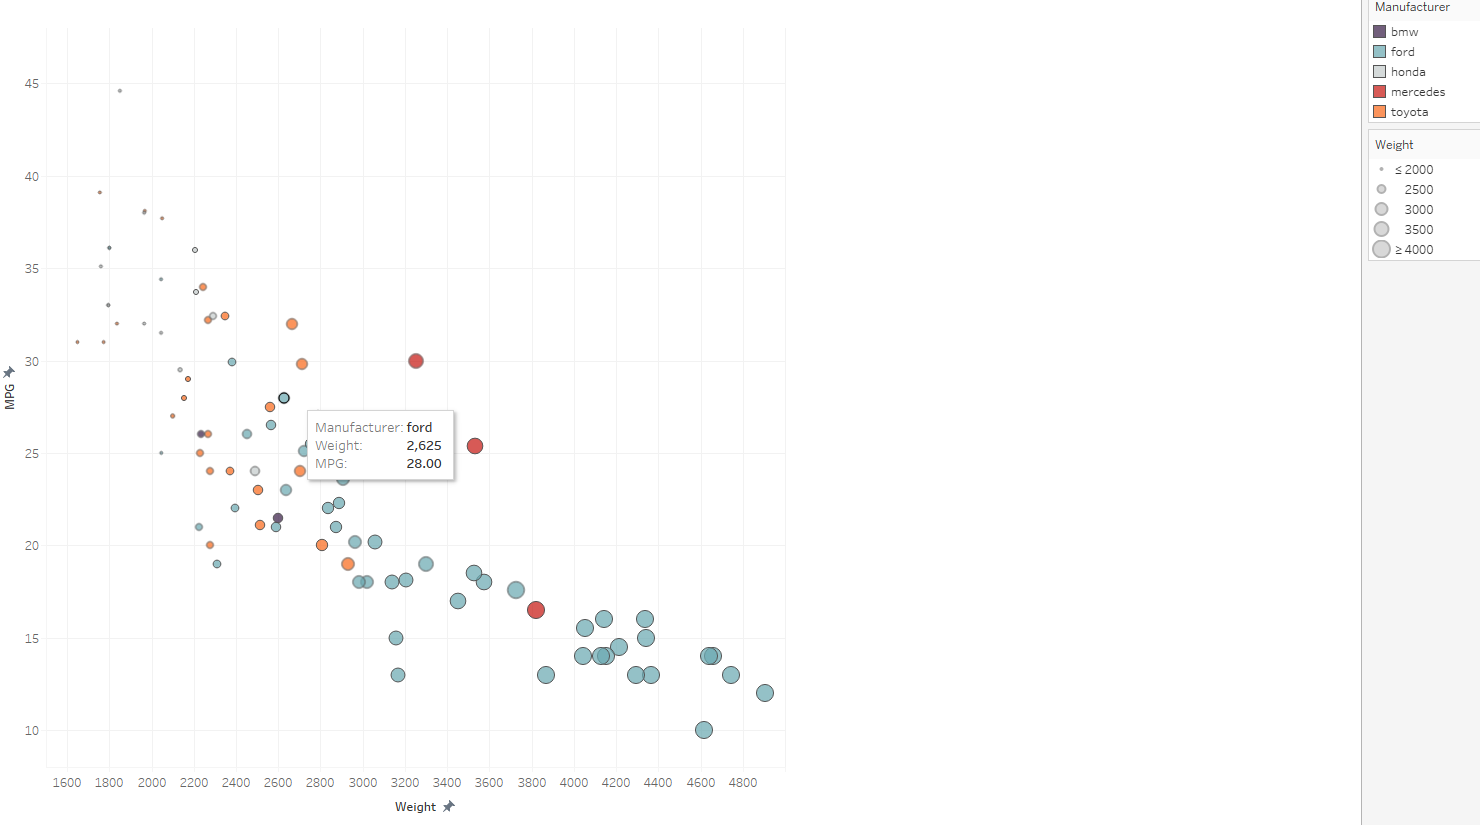 Manufacturer
bmw
ford
honda
mercedes
toyota
Weight
≤ 2000
2500
3000
3500
≥ 4000
45
40
35
30
25
20
15
10
MPG
Manufacturer: ford
Weight: 2,625
MPG: 28.00
1600 1800 2000 2200 2400 2600 2800 3000 3200 3400 3600 3800 4000 4200 4400 4600 4800
Weight